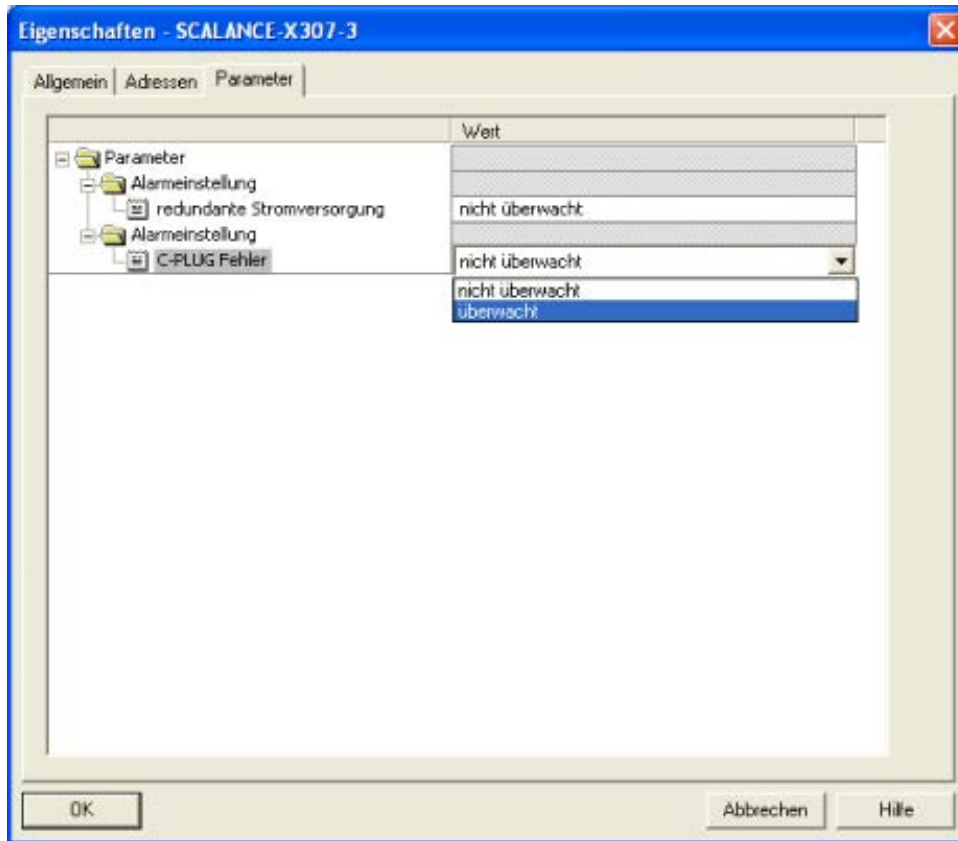 Eigenschaften - SCALANCE-X307-3
Allgemein Adressen Parameter
Wert
Parameter
Alarmeinstellung
redundante Stromversorgung nicht überwacht
Alarmeinstellung
C-PLUG Fehler nicht überwacht
nicht überwacht
überwacht
OK Abbrechen Hilfe